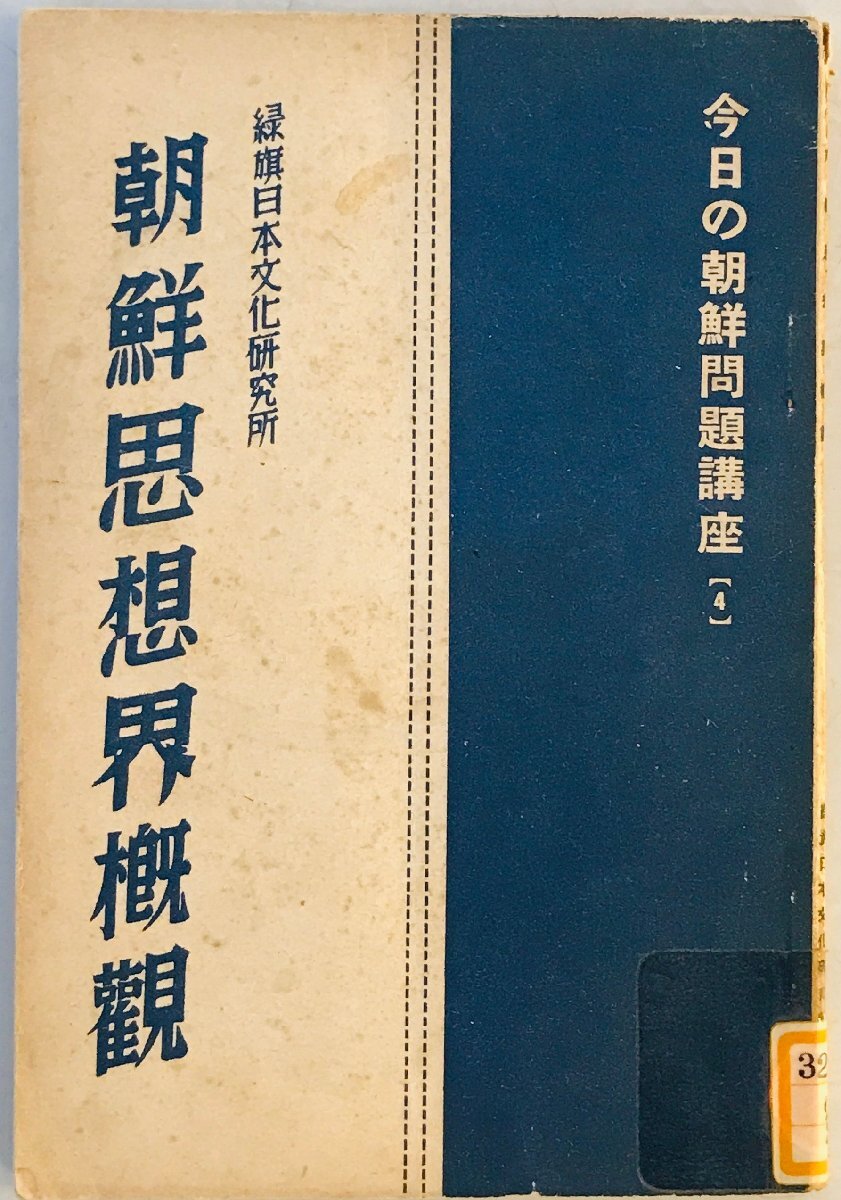 今日の朝鮮問題講座【4】
緑旗日本文化研究所
朝鮮思想界概觀
32